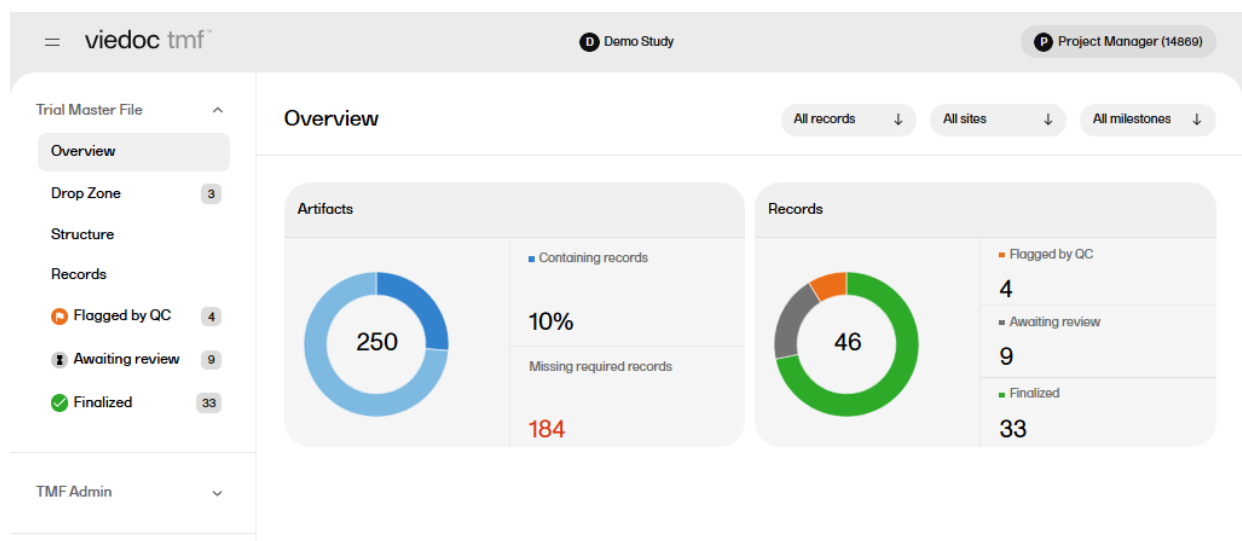 viedoc tmf™
D Demo Study
P Project Manager (14869)
Trial Master File
Overview
Drop Zone 3
Structure
Records
Flagged by QC 4
Awaiting review 9
Finalized 33
TMF Admin
Overview
All records
All sites
All milestones
Artifacts
250
Containing records
10%
Missing required records
184
Records
46
Flagged by QC
4
Awaiting review
9
Finalized
33